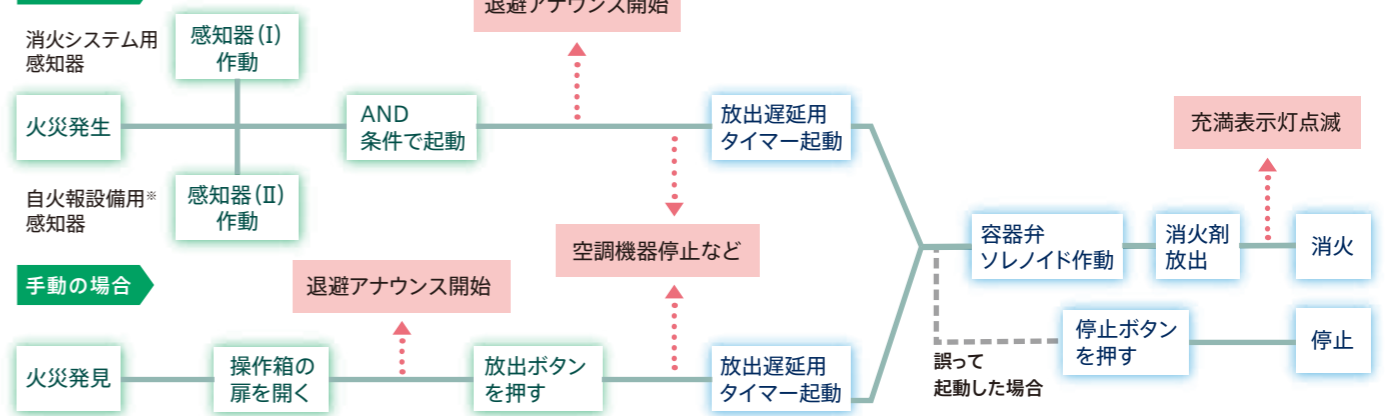 退避アナウンス開始
消火システム用
感知器
感知器(Ⅰ)
作動
火災発生
AND
条件で起動
放出遅延用
タイマー起動
充満表示灯点滅
自火報設備用※
感知器
感知器(Ⅱ)
作動
空調機器停止など
容器弁
ソレノイド作動
消火剤
放出
消火
手動の場合
退避アナウンス開始
火災発見
操作箱の
扉を開く
放出ボタン
を押す
放出遅延用
タイマー起動
誤って
起動した場合
停止ボタン
を押す
停止